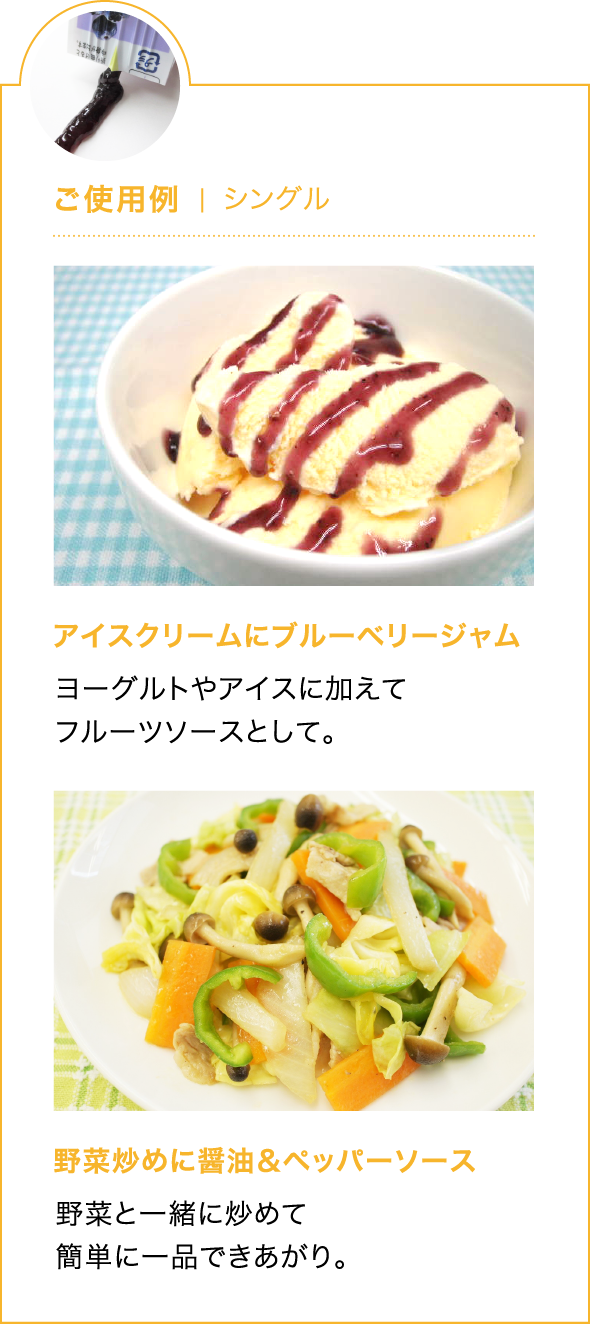 ご使用例 | シングル
アイスクリームにブルーベリージャム
ヨーグルトやアイスに加えて
フルーツソースとして。
野菜炒めに醤油&ペッパーソース
野菜と一緒に炒めて
簡単に一品できあがり。